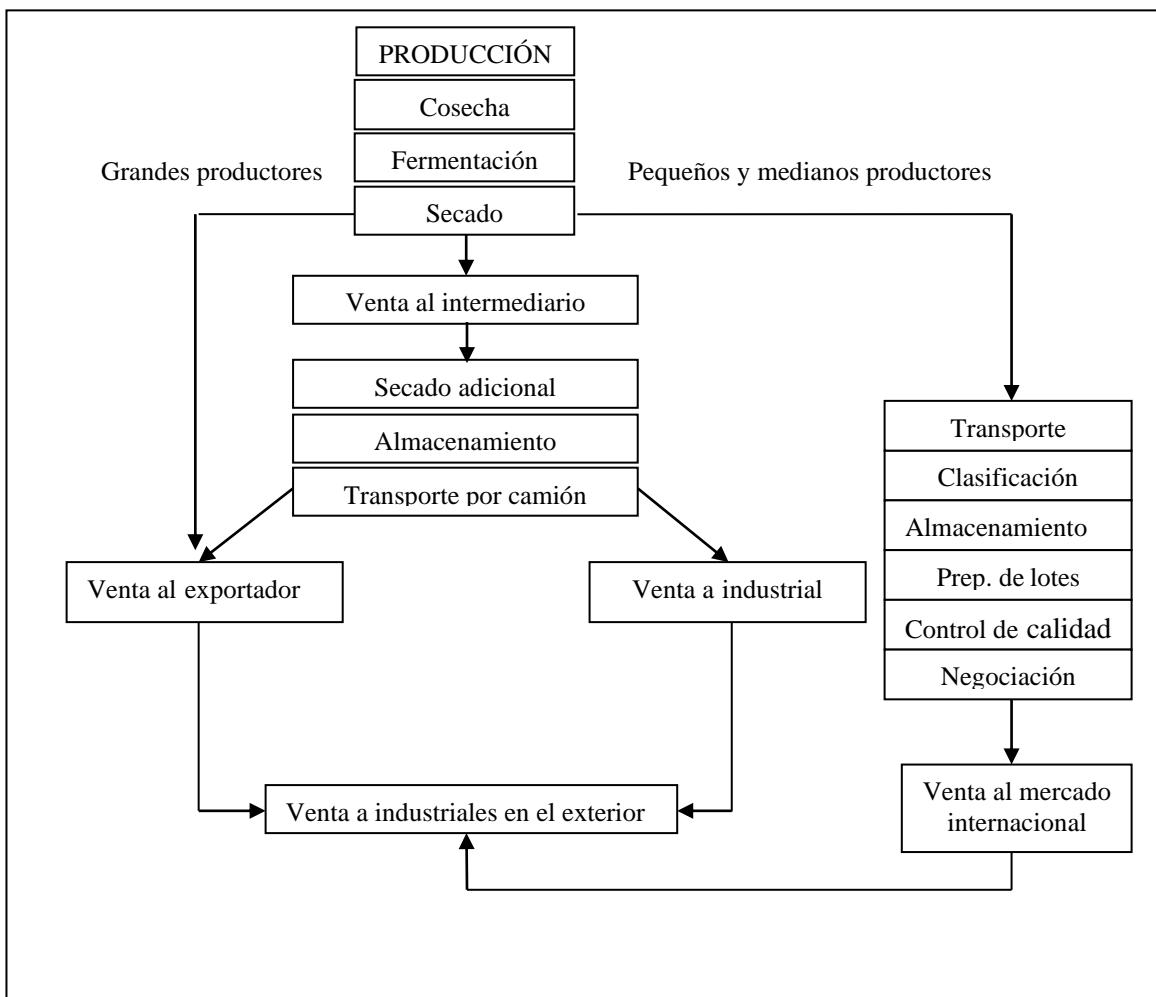 PRODUCCIÓN
Cosecha
Fermentación
Grandes productores
Pequeños y medianos productores
Secado
Venta al intermediario
Secado adicional
Almacenamiento
Transporte por camión
Venta al exportador
Venta a industrial
Transporte
Clasificación
Almacenamiento
Prep. de lotes
Control de calidad
Negociación
Venta a industriales en el exterior
Venta al mercado
internacional